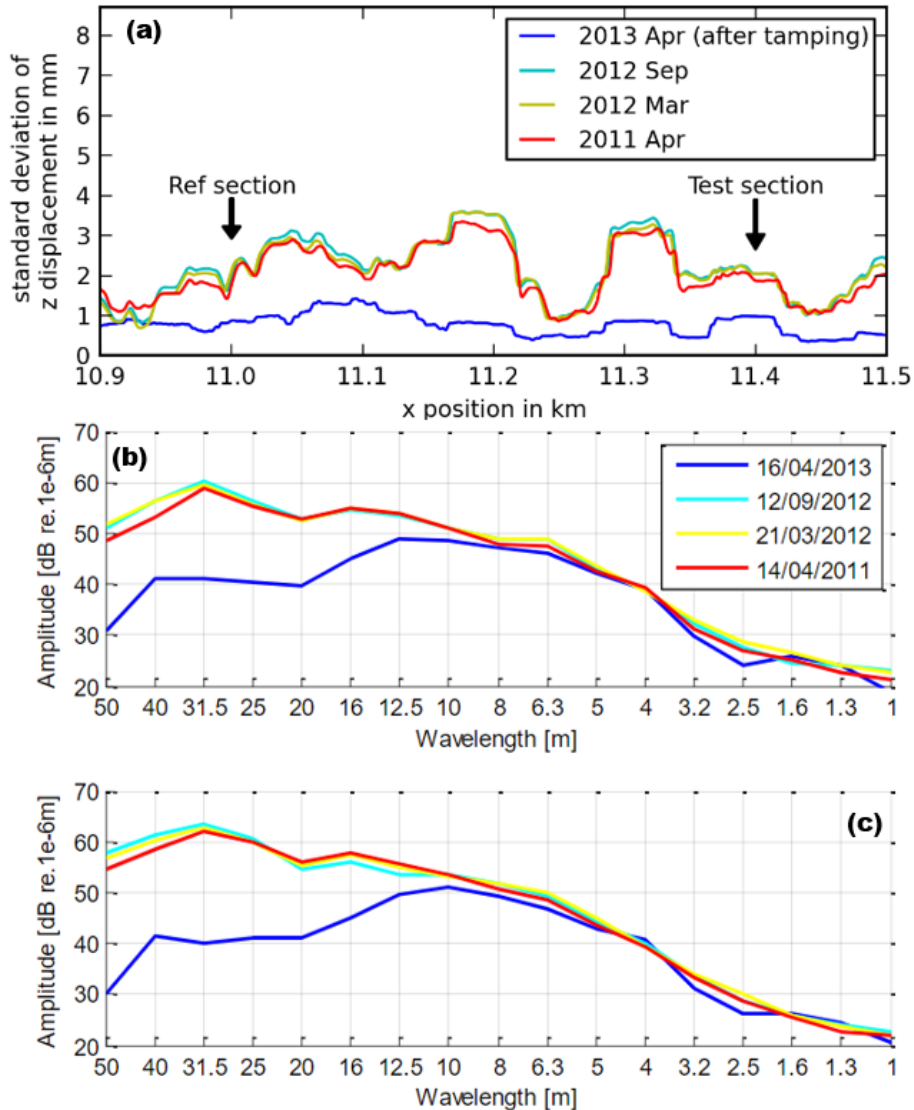 (a)
8
7
6
5
4
3
2
1
0
standard deviation of
z displacement in mm
2013 Apr (after tamping)
2012 Sep
2012 Mar
2011 Apr
Ref section
Test section
10.9 11.0 11.1 11.2 11.3 11.4 11.5
x position in km
(b)
70
60
50
40
30
20
Amplitude [dB re.1e-6m]
16/04/2013
12/09/2012
21/03/2012
14/04/2011
50 40 31.5 25 20 16 12.5 10 8 6.3 5 4 3.2 2.5 1.6 1.3 1
Wavelength [m]
(c)
70
60
50
40
30
20
Amplitude [dB re.1e-6m]
50 40 31.5 25 20 16 12.5 10 8 6.3 5 4 3.2 2.5 1.6 1.3 1
Wavelength [m]